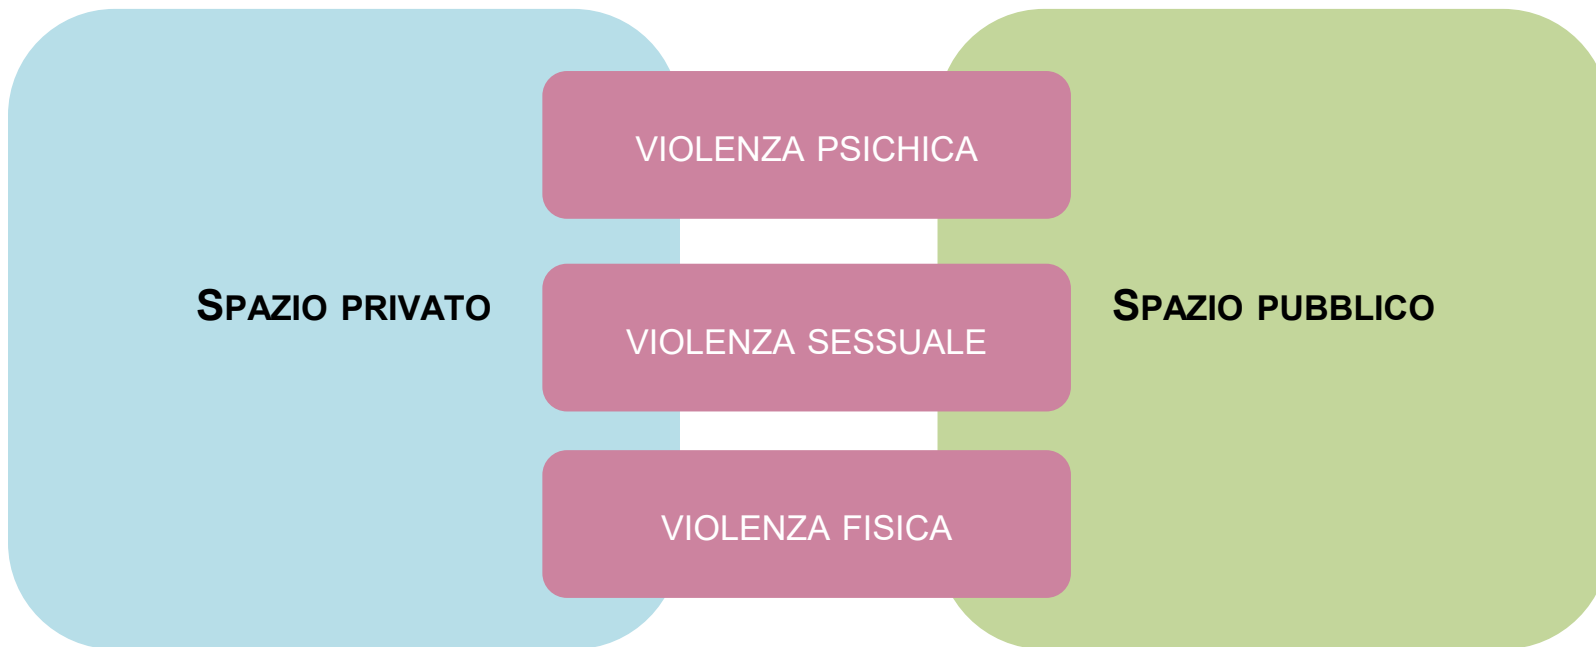 VIOLENZA PSICHICA
SPAZIO PRIVATO
VIOLENZA SESSUALE
SPAZIO PUBBLICO
VIOLENZA FISICA